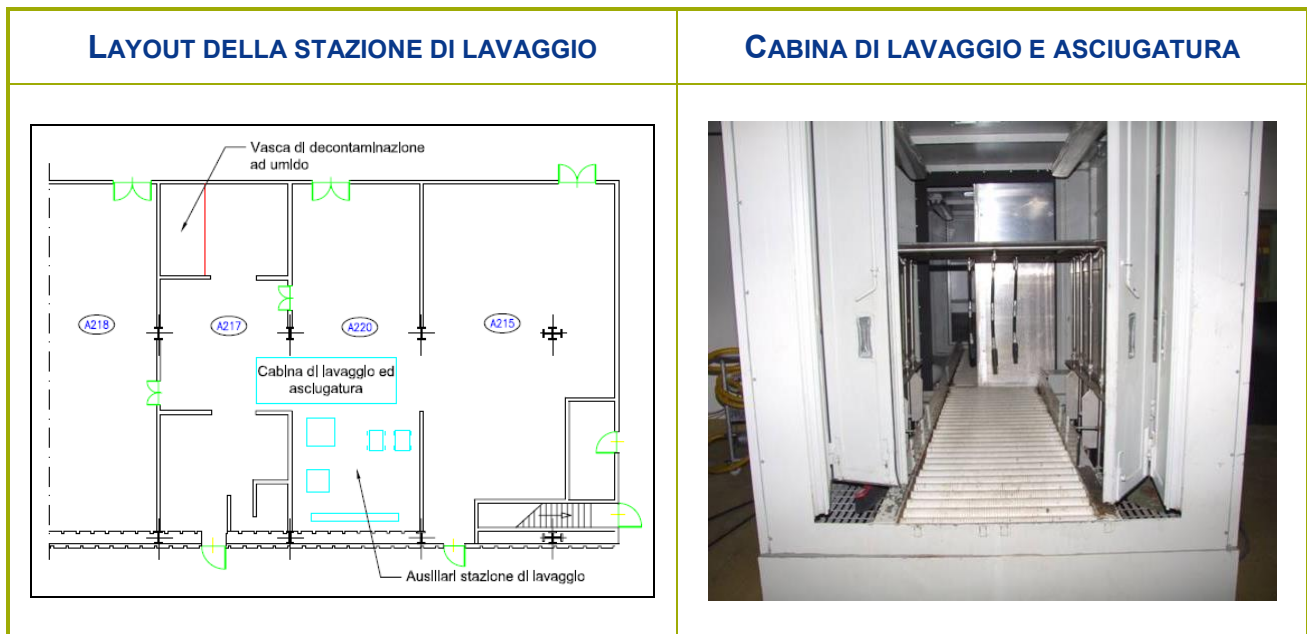 LAYOUT DELLA STAZIONE DI LAVAGGIO
CABINA DI LAVAGGIO E ASCIUGATURA
Vasca di decontaminazione
ad umido
A218
A217
A220
A215
Cabina di lavaggio ed
asciugatura
Ausiliari stazione di lavaggio